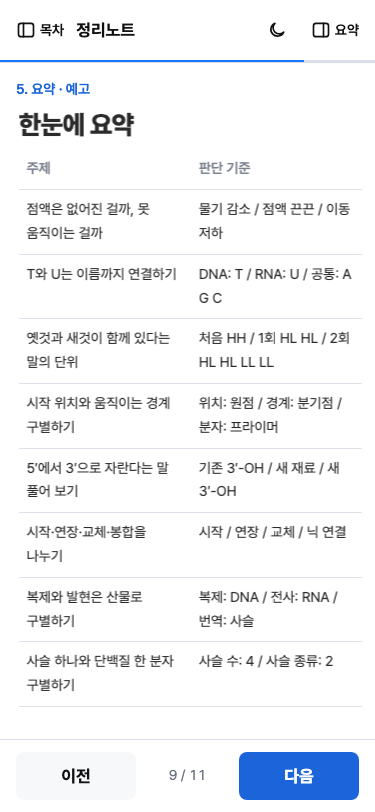 목차 정리노트 요약
5. 요약 · 예고
한눈에 요약
주제 판단 기준
점액은 없어진 걸까, 못 움직이는 걸까
물기 감소 / 점액 끈끈 / 이동 저하
T와 U는 이름까지 연결하기
DNA: T / RNA: U / 공통: A G C
옛것과 새것이 함께 있다는 말의 단위
처음 HH / 1회 HL HL / 2회 HL HL LL LL
시작 위치와 움직이는 경계 구별하기
위치: 원점 / 경계: 분기점 / 분자: 프라이머
5′에서 3′으로 자란다는 말 풀어 보기
기존 3′-OH / 새 재료 / 새 3′-OH
시작·연장·교체·봉합을 나누기
시작 / 연장 / 교체 / 닉 연결
복제와 발현은 산물로 구별하기
복제: DNA / 전사: RNA / 번역: 사슬
사슬 하나와 단백질 한 분자 구별하기
사슬 수: 4 / 사슬 종류: 2
이전 9 / 11 다음